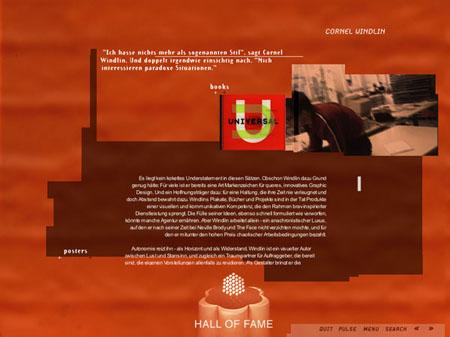 CORNEL WINDLIN
"Ich hasse nichts mehr als sogenannten Stil", sagt Cornel
Windlin. Und doppelt irgendwie einsichtig nach. "Mich
interessieren paradoxe Situationen."
books
U
UNIVERSAL
Es liegt kein kokettes Understatement in diesen Sätzen. Obschon Windlin dazu Grund
genug hätte. Für viele ist er bereits eine Art Markenzeichen für queres, innovatives Graphic
Design. Und ein Hoffnungsträger dazu: für eine Haltung, die ihre Zeit nie verleugnet und
doch Abstand bewahrt dazu. Windlins Plakate, Bücher und Projekte sind in der Tat Produkte
einer visuellen und kommunikativen Kompetenz, die den Rahmen brav inspirierter
Dienstleistung sprengt. Die Fülle seiner Ideen, ebenso schnell formuliert wie verworfen,
könnte manche Agentur ernähren. Aber Windlin arbeitet allein - ein anachronistischer Luxus,
auf den er nach seiner Zeit bei Neville Brody und The Face nicht verzichten möchte, und für
den er mitunter den hohen Preis chaotischer Arbeitsbedingungen bezahlt.
Autonomie reizt ihn - als Horizont und als Widerstand. Windlin ist ein visueller Autor
zwischen Lust und Starrsinn, und zugleich ein Traumpartner für Auftraggeber, die bereit
sind, die eigenen Vorstellungen allenfalls zu revidieren. Als Gestalter bringt er die
posters
HALL OF FAME
QUIT PULSE MENU SEARCH « »